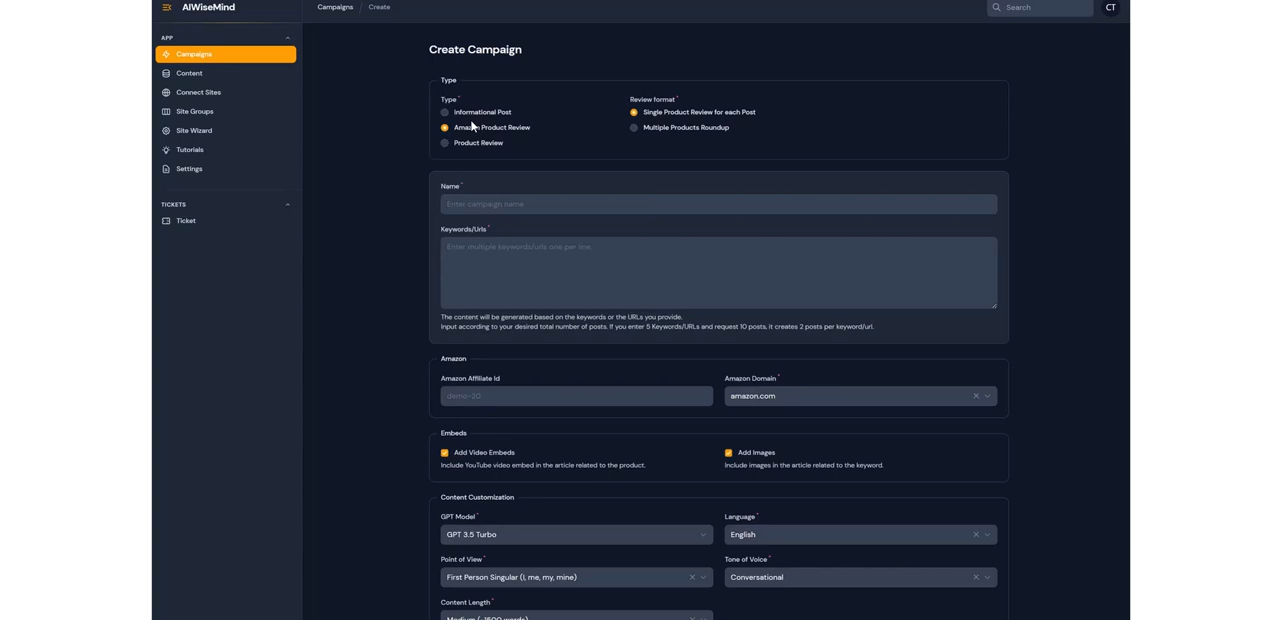 AIWiseMind
Campaigns Create
Search
CT
APP
Campaigns
Content
Connect Sites
Site Groups
Site Wizard
Tutorials
Settings
TICKETS
Ticket
Create Campaign
Type
Type*
Informational Post
Amazon Product Review
Product Review
Review format*
Single Product Review for each Post
Multiple Products Roundup
Name*
Enter campaign name
Keywords/Urls*
Enter multiple keywords/urls one per line.
The content will be generated based on the keywords or the URLs you provide.
Input according to your desired total number of posts. If you enter 5 Keywords/URLs and request 10 posts, it creates 2 posts per keyword/url.
Amazon
Amazon Affiliate Id
demo-20
Amazon Domain*
amazon.com
Embeds
Add Video Embeds
Include YouTube video embed in the article related to the product.
Add Images
Include images in the article related to the keyword.
Content Customization
GPT Model*
GPT 3.5 Turbo
Language*
English
Point of View*
First Person Singular (I, me, my, mine)
Tone of Voice*
Conversational
Content Length*
Medium (~1500 words)